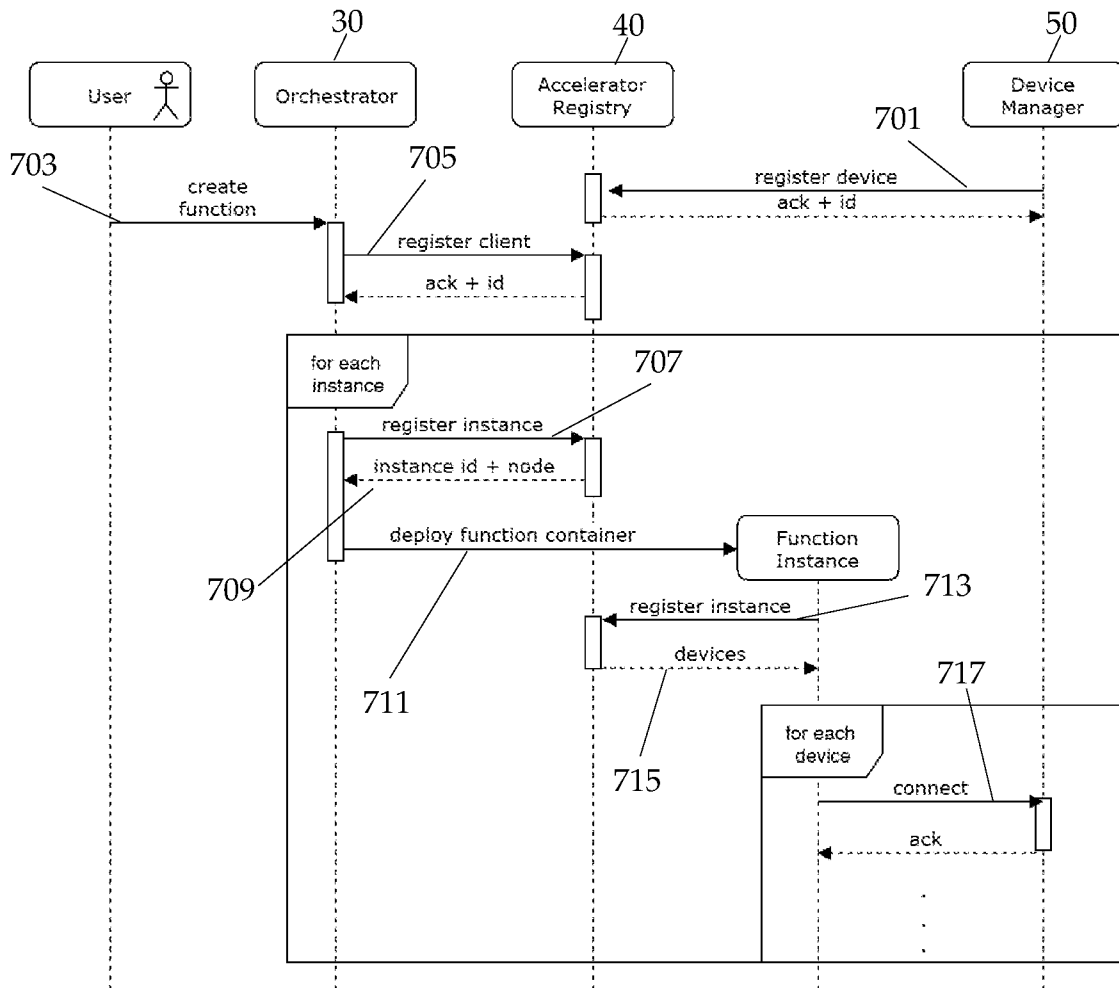 30
40
50
User
Orchestrator
Accelerator
Registry
Device
Manager
703
705
701
create
function
register device
ack + id
register client
ack + id
for each
instance
707
register instance
instance id + node
deploy function container
Function
Instance
709
713
register instance
devices
711
717
715
for each
device
connect
ack
.
.
.